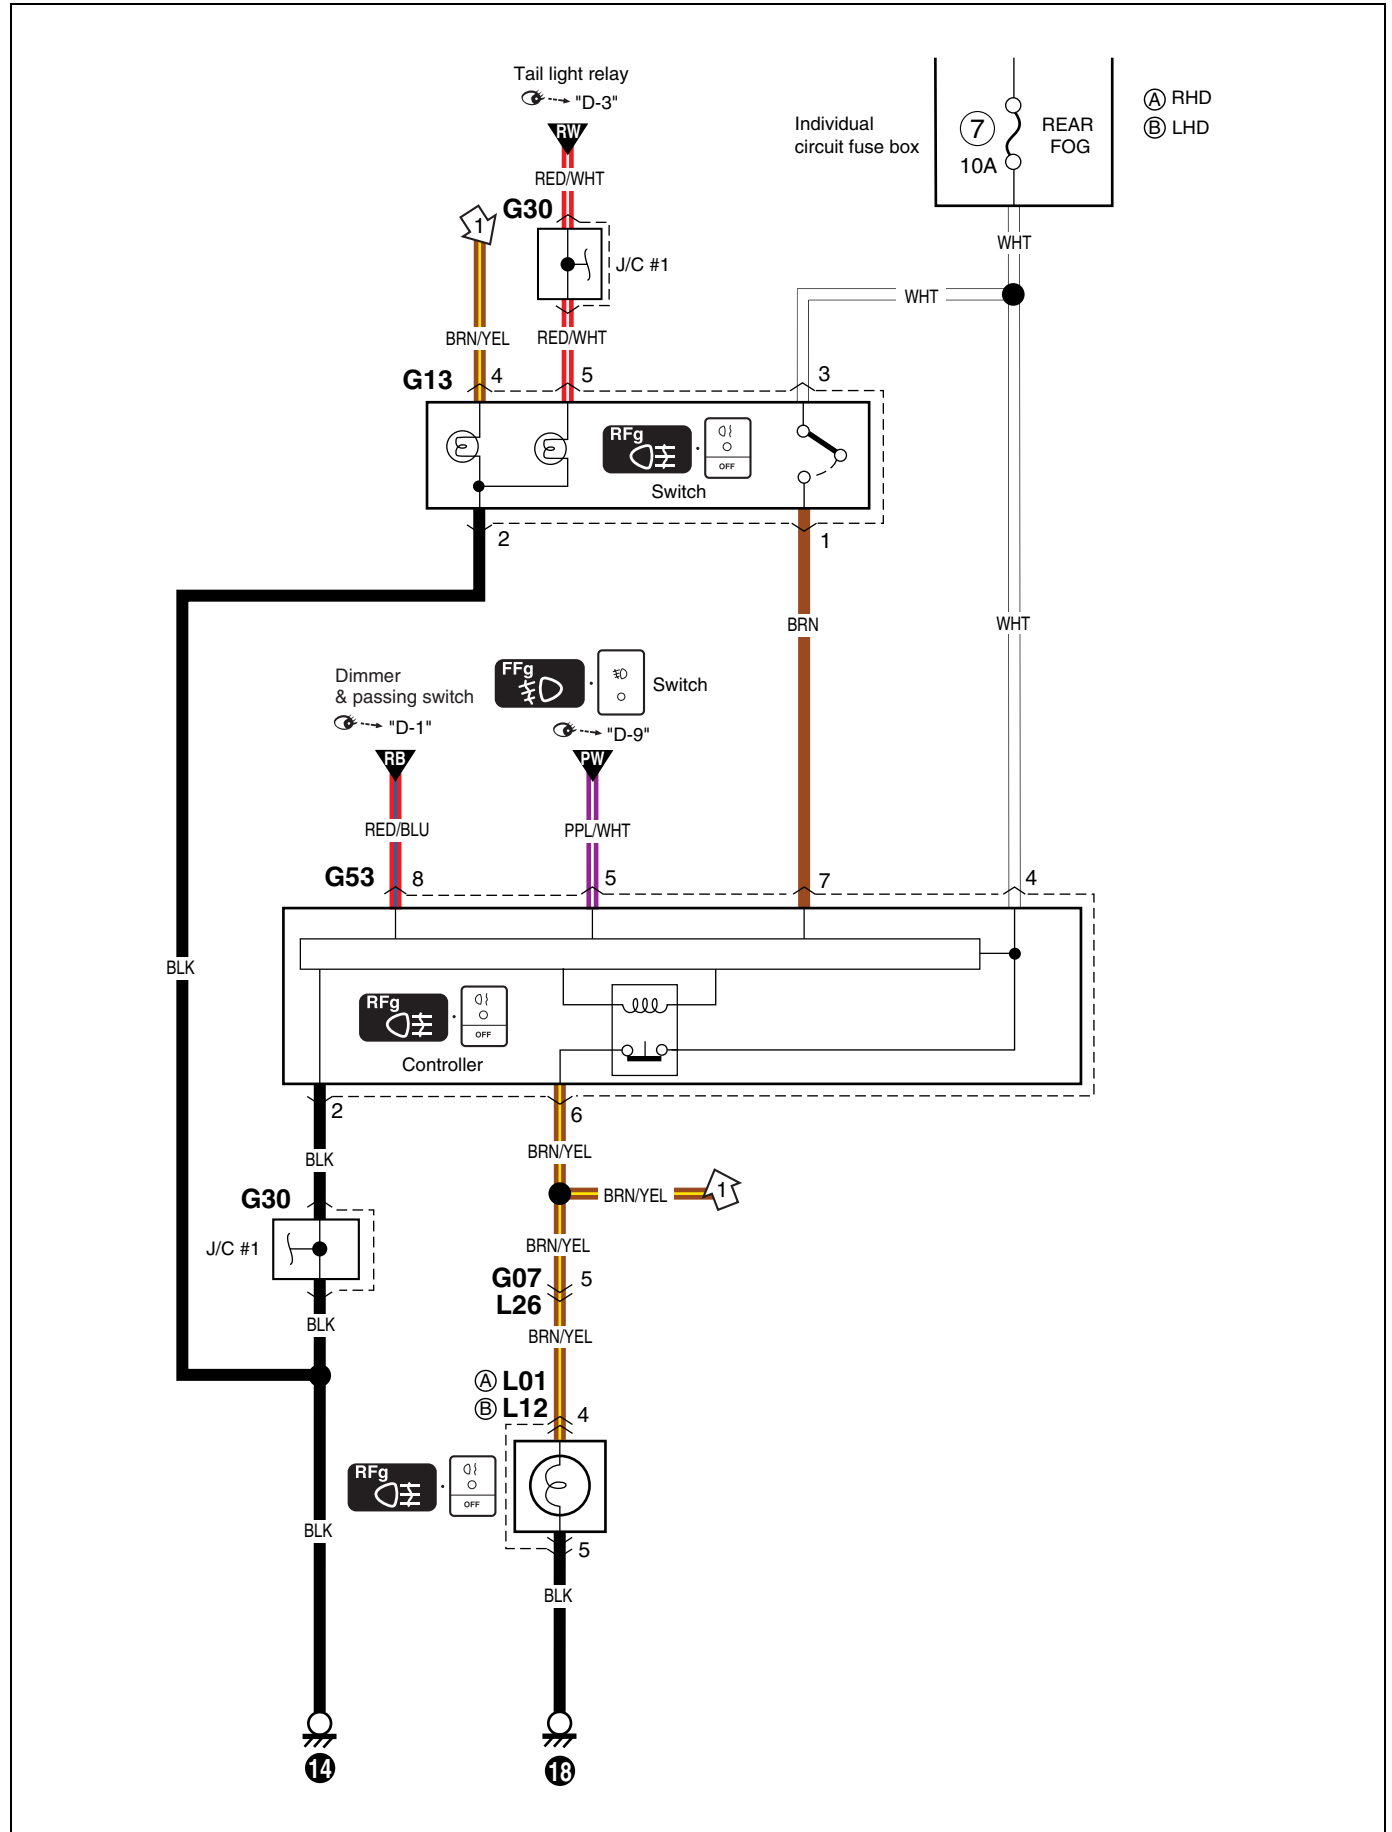 Tail light relay
"D-3"
RW
RED/WHT
G30
1
J/C #1
BRN/YEL
RED/WHT
Individual
circuit fuse box
7
10A
REAR
FOG
A RHD
B LHD
WHT
WHT
G13
4
5
3
RFg
OFF
Switch
2
1
BRN
WHT
Dimmer
& passing switch
"D-1"
RB
RED/BLU
FFg
Switch
"D-9"
PW
PPL/WHT
G53
8
5
7
4
BLK
RFg
OFF
Controller
2
6
BLK
BRN/YEL
BRN/YEL
1
G30
J/C #1
BRN/YEL
G07
5
L26
BLK
BRN/YEL
A L01
B L12
4
RFg
OFF
5
BLK
BLK
14
18